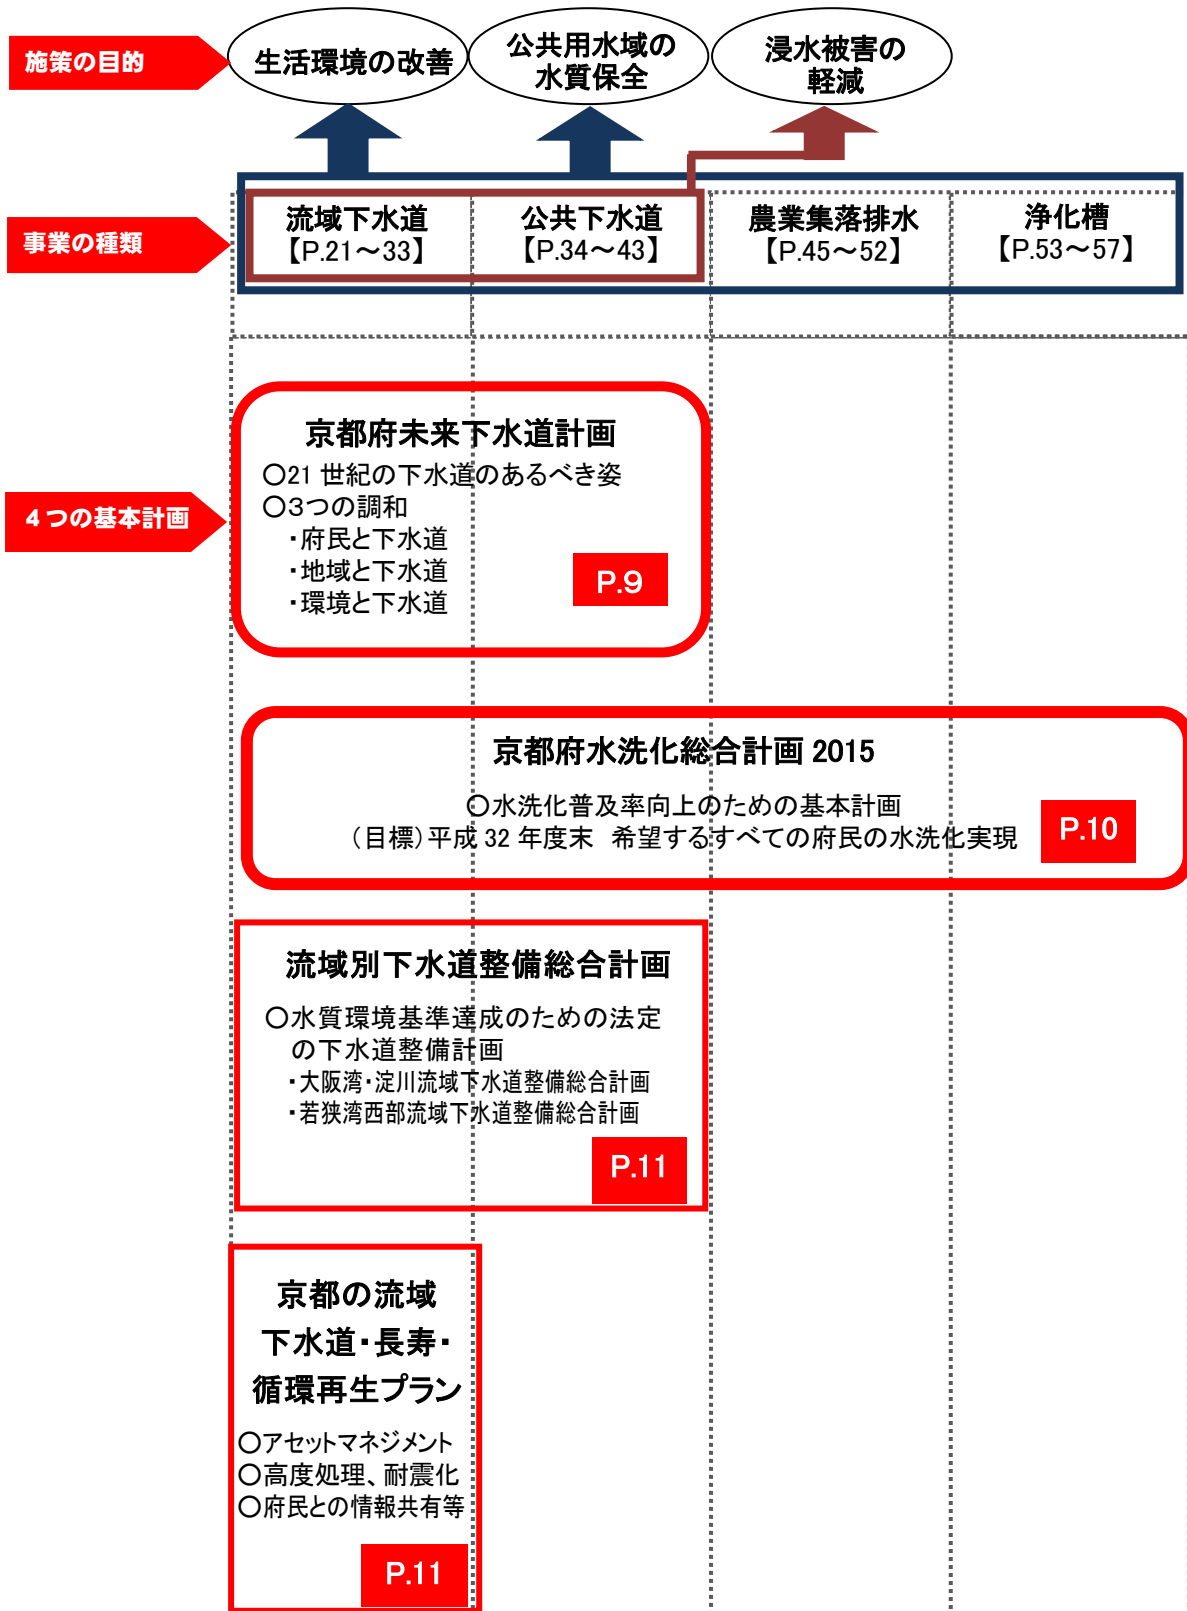 施策の目的
生活環境の改善
公共用水域の
水質保全
浸水被害の
軽減
事業の種類
流域下水道
【P.21～33】
公共下水道
【P.34～43】
農業集落排水
【P.45～52】
浄化槽
【P.53～57】
4つの基本計画
京都府未来下水道計画
○21世紀の下水道のあるべき姿
○3つの調和
・府民と下水道
・地域と下水道
・環境と下水道
P.9
京都府水洗化総合計画 2015
○水洗化普及率向上のための基本計画
（目標）平成 32 年度末　希望するすべての府民の水洗化実現
P.10
流域別下水道整備総合計画
○水質環境基準達成のための法定
の下水道整備計画
・大阪湾・淀川流域下水道整備総合計画
・若狭湾西部流域下水道整備総合計画
P.11
京都の流域
下水道・長寿・
循環再生プラン
○アセットマネジメント
○高度処理、耐震化
○府民との情報共有等
P.11